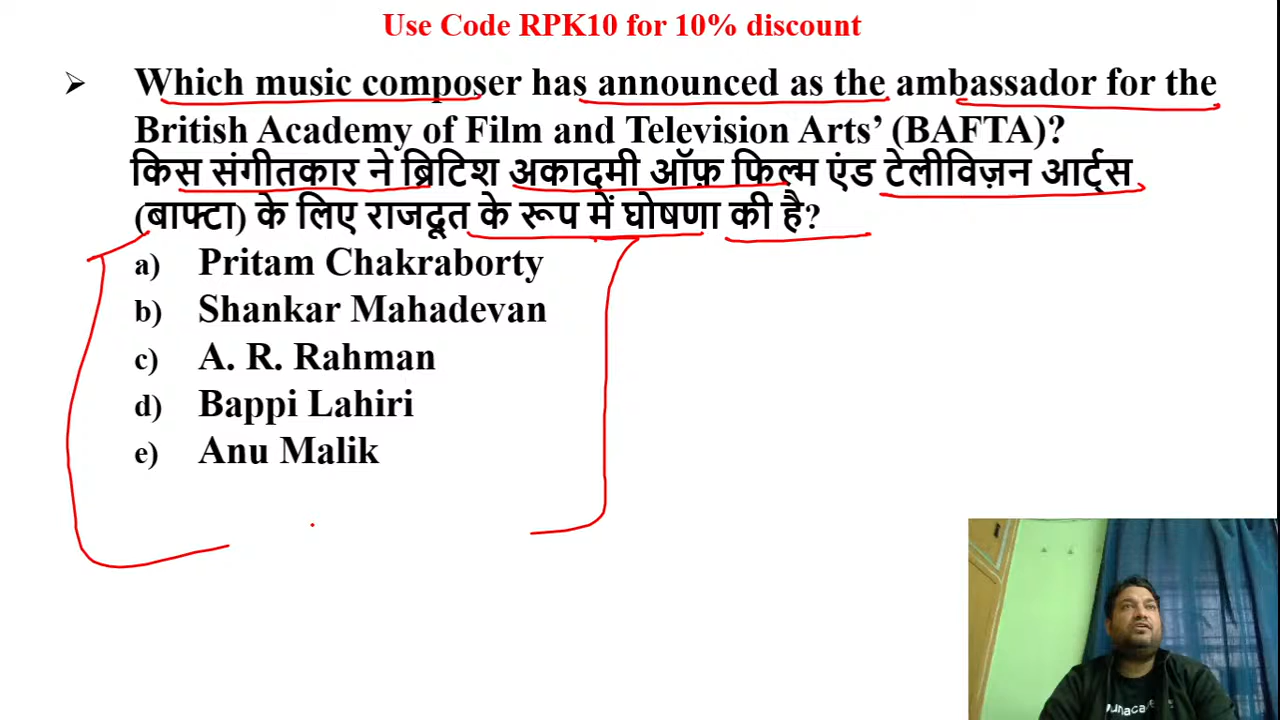 Use Code RPK10 for 10% discount
➢ Which music composer has announced as the ambassador for the
British Academy of Film and Television Arts’ (BAFTA)?
किस संगीतकार ने ब्रिटिश अकादमी ऑफ़ फिल्म एंड टेलीविज़न आर्ट्स
(बाफ्टा) के लिए राजदूत के रूप में घोषणा की है?
a) Pritam Chakraborty
b) Shankar Mahadevan
c) A. R. Rahman
d) Bappi Lahiri
e) Anu Malik